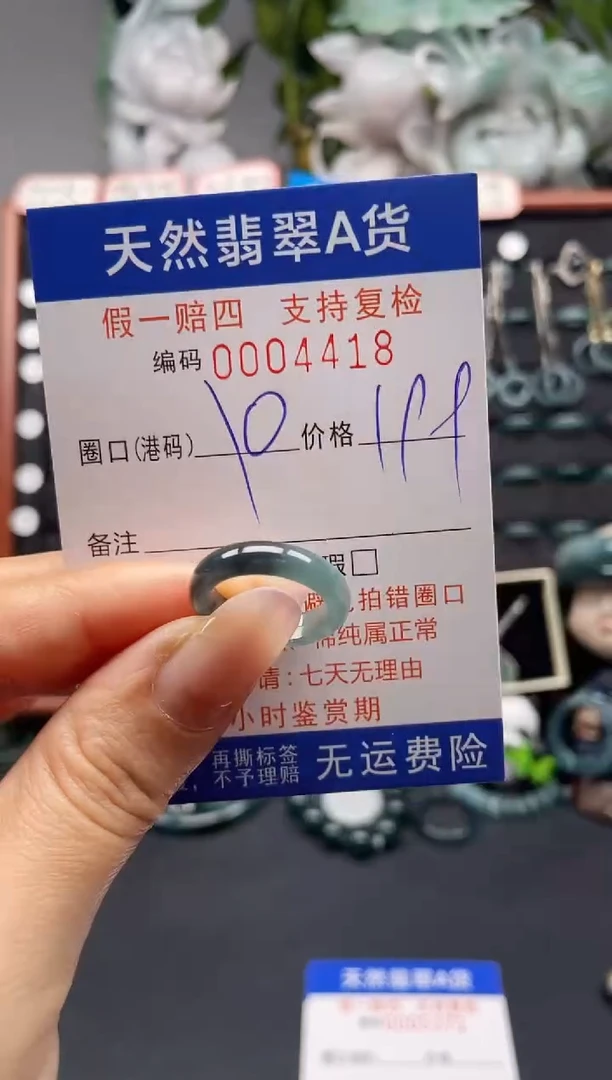 天然翡翠A货
假一赔四 支持复检
编码 0004418
圈口(港码) 10 价格
备注
瑕□
避 拍错圈口
纯属正常
请:七天无理由
小时鉴赏期
再撕标签
不予理赔
无运费险
天然翡翠A货